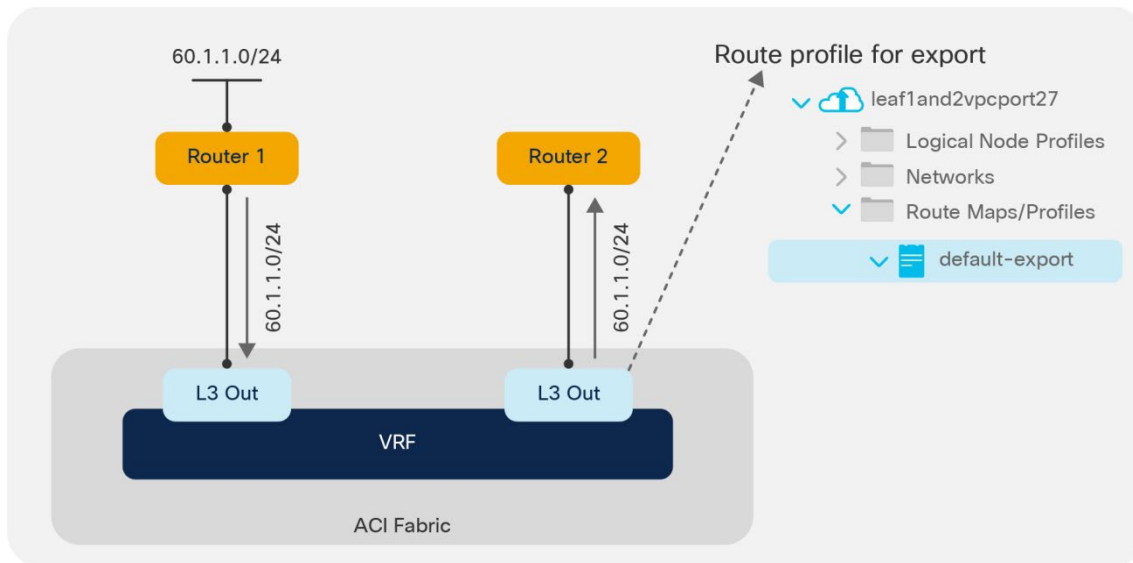 60.1.1.0/24
Route profile for export
leaf1and2vpcport27
Logical Node Profiles
Networks
Route Maps/Profiles
default-export
Router 1
Router 2
60.1.1.0/24
60.1.1.0/24
L3 Out
L3 Out
VRF
ACI Fabric